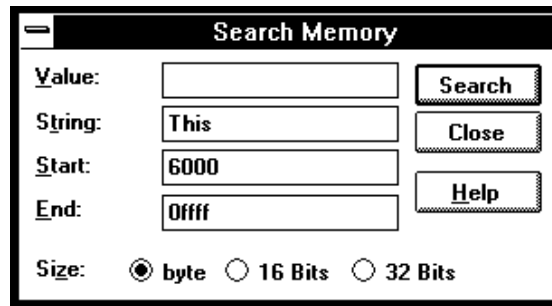 Search Memory
Value:
Search
String: This
Close
Start: 6000
Help
End: 0ffff
Size: byte 16 Bits 32 Bits